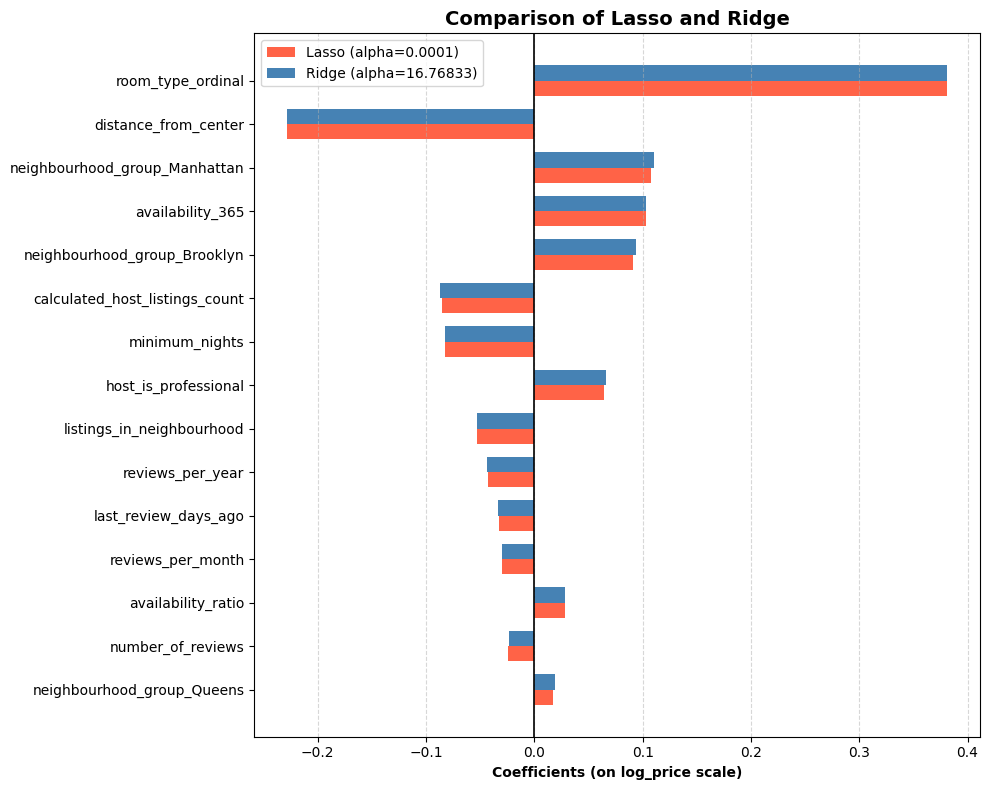 Comparison of Lasso and Ridge
Lasso (alpha=0.0001)
Ridge (alpha=16.76833)
room_type_ordinal
distance_from_center
neighbourhood_group_Manhattan
availability_365
neighbourhood_group_Brooklyn
calculated_host_listings_count
minimum_nights
host_is_professional
listings_in_neighbourhood
reviews_per_year
last_review_days_ago
reviews_per_month
availability_ratio
number_of_reviews
neighbourhood_group_Queens
−0.2 −0.1 0.0 0.1 0.2 0.3 0.4
Coefficients (on log_price scale)